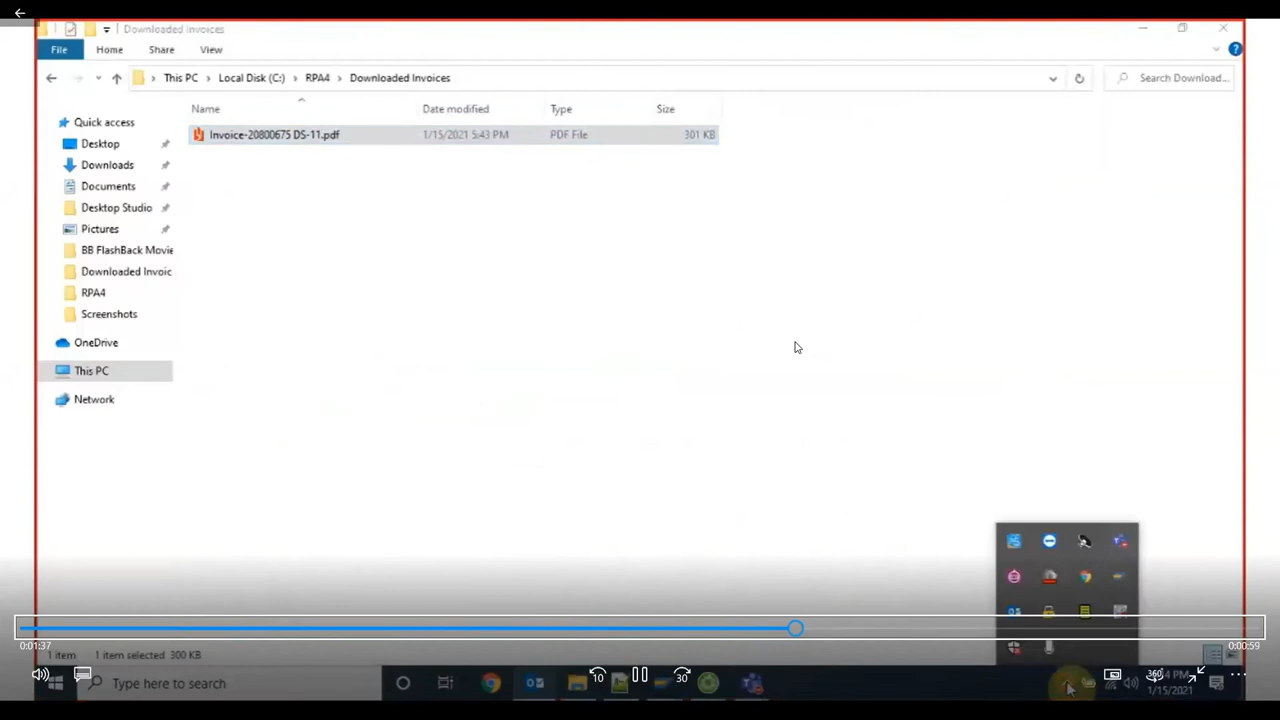 Downloaded Invoices
File Home Share View
This PC Local Disk (C:) RPA4 Downloaded Invoices Search Download...
Name Date modified Type Size
Invoice-20800675 DS-11.pdf 1/15/2021 5:43 PM PDF File 301 KB
Quick access
Desktop
Downloads
Documents
Desktop Studio
Pictures
BB FlashBack Movie
Downloaded Invoic
RPA4
Screenshots
OneDrive
This PC
Network
0:01:37 0:00:59
1 item 1 item selected 300 KB
10 30 360
Type here to search
PM
1/15/2021